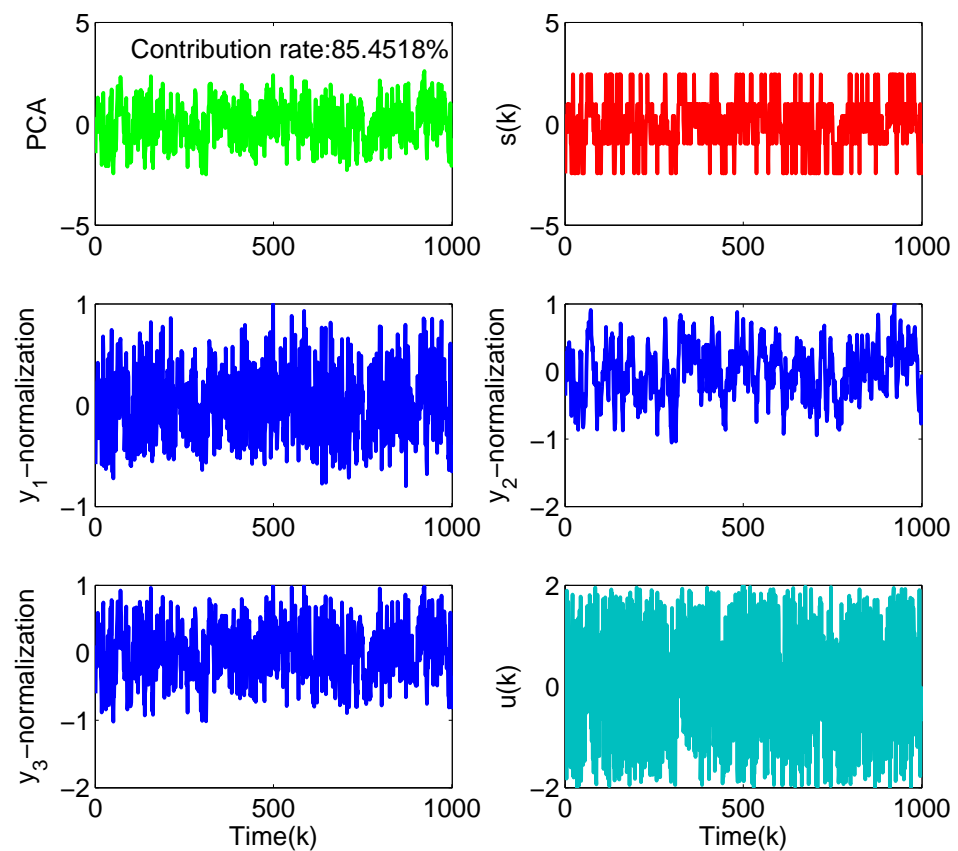 5
Contribution rate:85.4518%
PCA
0
−5
0 500 1000
5
s(k)
0
−5
0 500 1000
1
y1−normalization
0
−1
0 500 1000
1
y2−normalization
0
−1
−2
0 500 1000
1
y3−normalization
0
−1
−2
0 500 1000
Time(k)
2
u(k)
0
−2
0 500 1000
Time(k)